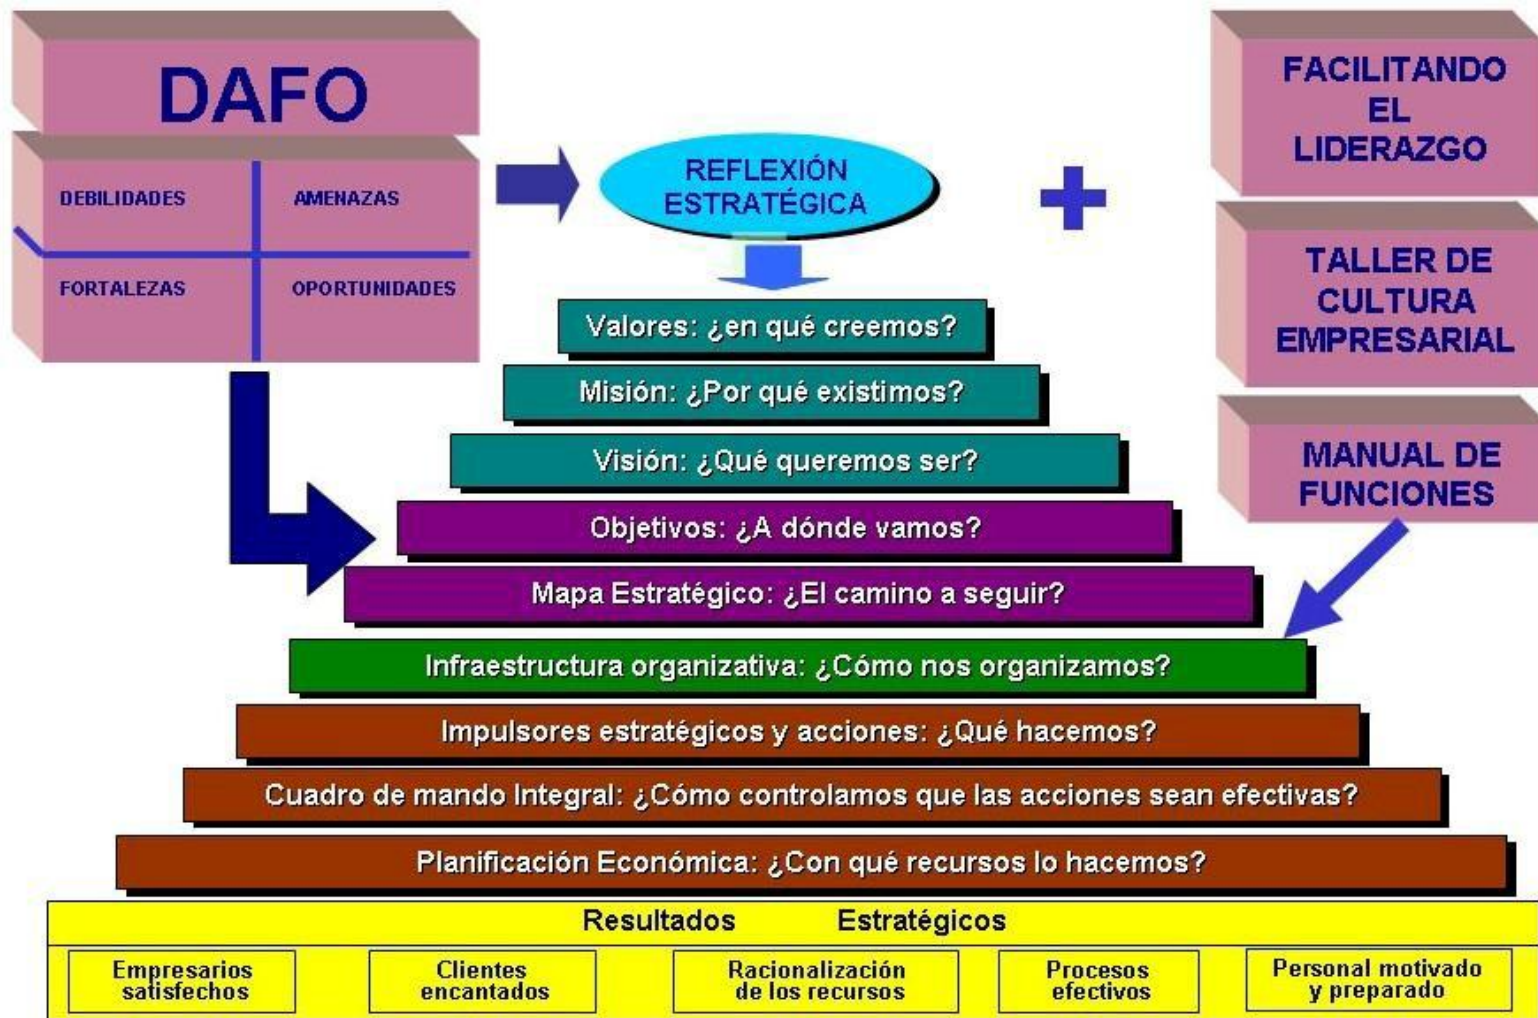 DAFO
DEBILIDADES
AMENAZAS
FORTALEZAS
OPORTUNIDADES
REFLEXIÓN
ESTRATÉGICA
FACILITANDO
EL
LIDERAZGO
TALLER DE
CULTURA
EMPRESARIAL
MANUAL DE
FUNCIONES
Valores: ¿en qué creemos?
Misión: ¿Por qué existimos?
Visión: ¿Qué queremos ser?
Objetivos: ¿A dónde vamos?
Mapa Estratégico: ¿El camino a seguir?
Infraestructura organizativa: ¿Cómo nos organizamos?
Impulsores estratégicos y acciones: ¿Qué hacemos?
Cuadro de mando Integral: ¿Cómo controlamos que las acciones sean efectivas?
Planificación Económica: ¿Con qué recursos lo hacemos?
Resultados Estratégicos
Empresarios
satisfechos
Clientes
encantados
Racionalización
de los recursos
Procesos
efectivos
Personal motivado
y preparado